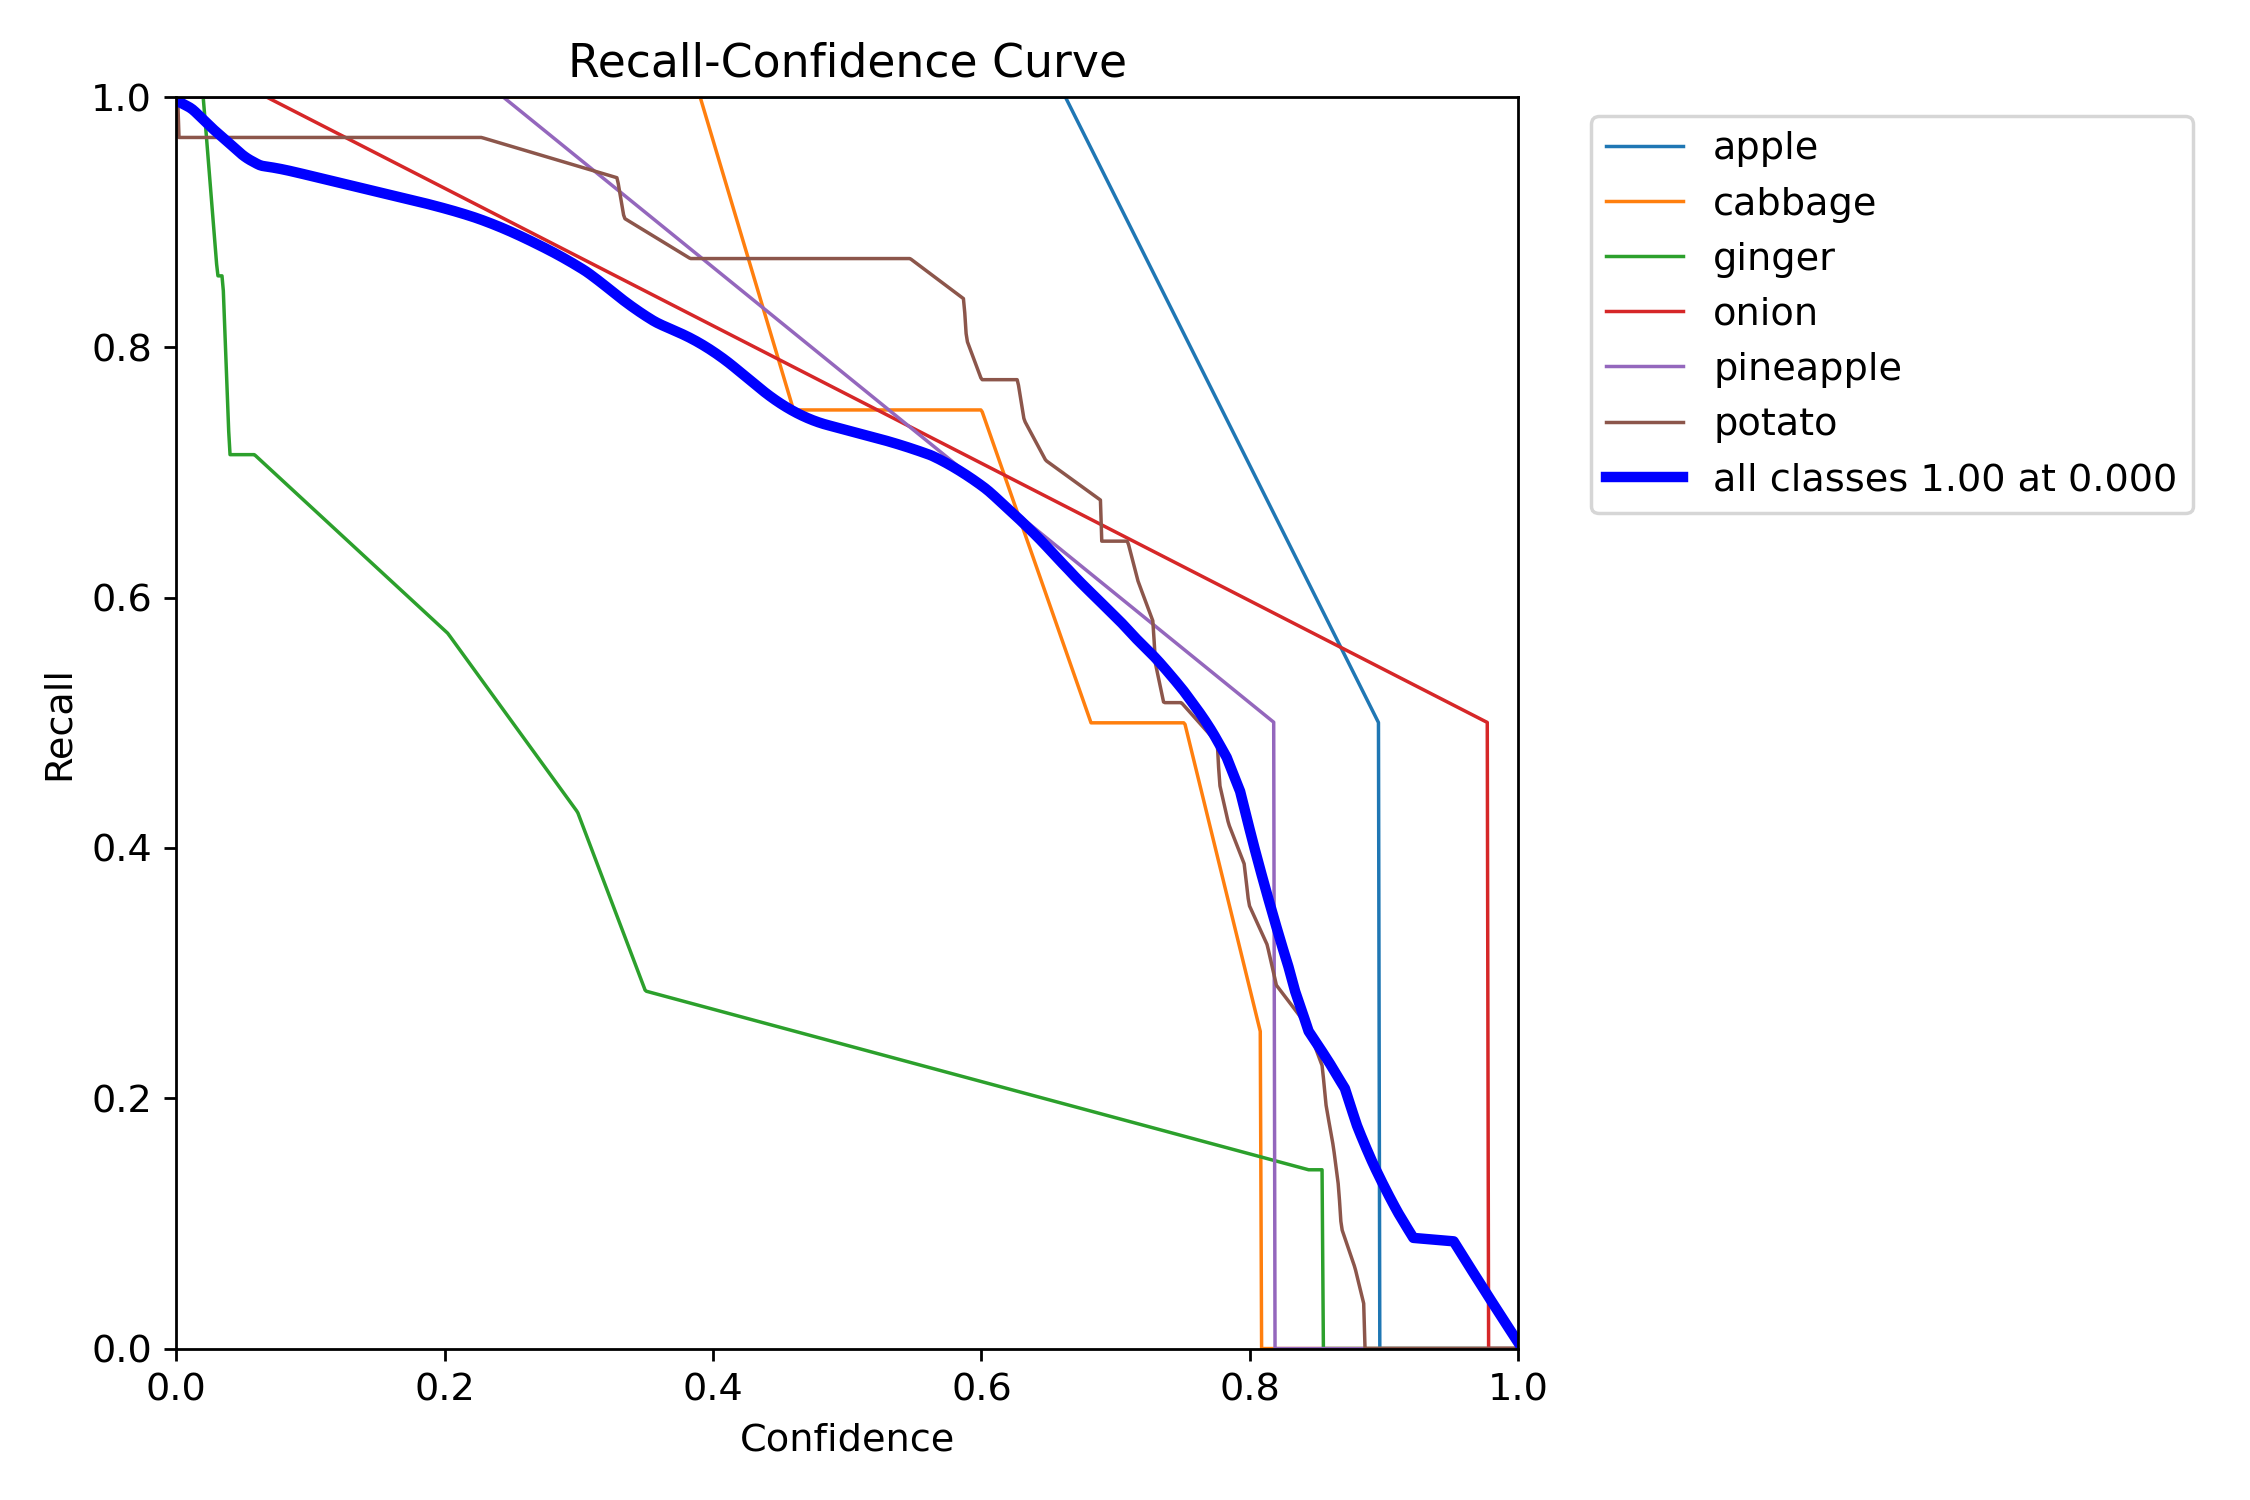 Recall-Confidence Curve
1.0
0.8
0.6
0.4
0.2
0.0
Recall
0.0 0.2 0.4 0.6 0.8 1.0
Confidence
apple
cabbage
ginger
onion
pineapple
potato
all classes 1.00 at 0.000